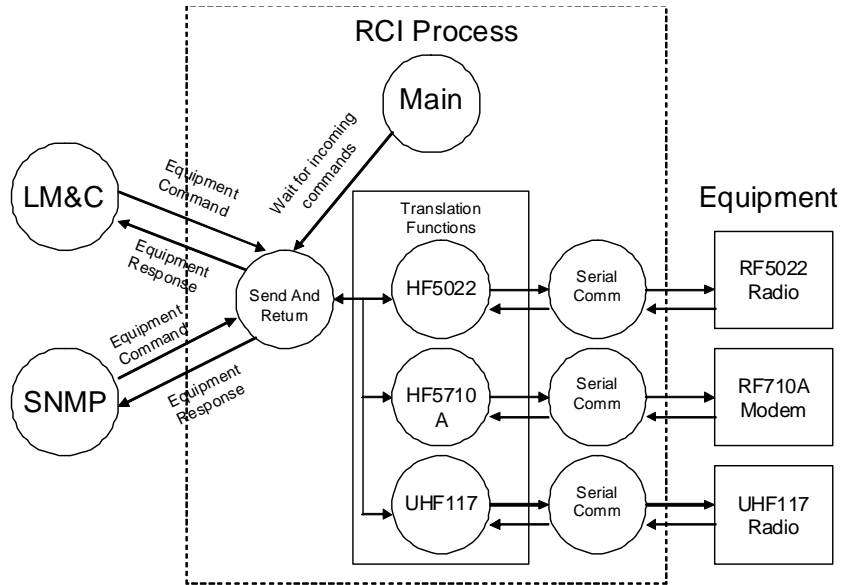 RCI Process
Main
Wait for incoming
commands
LM&C
Equipment
Command
Equipment
Response
Send And
Return
Equipment
Command
Equipment
Response
SNMP
Translation
Functions
HF5022
HF5710
A
UHF117
Serial
Comm
Serial
Comm
Serial
Comm
Equipment
RF5022
Radio
RF710A
Modem
UHF117
Radio